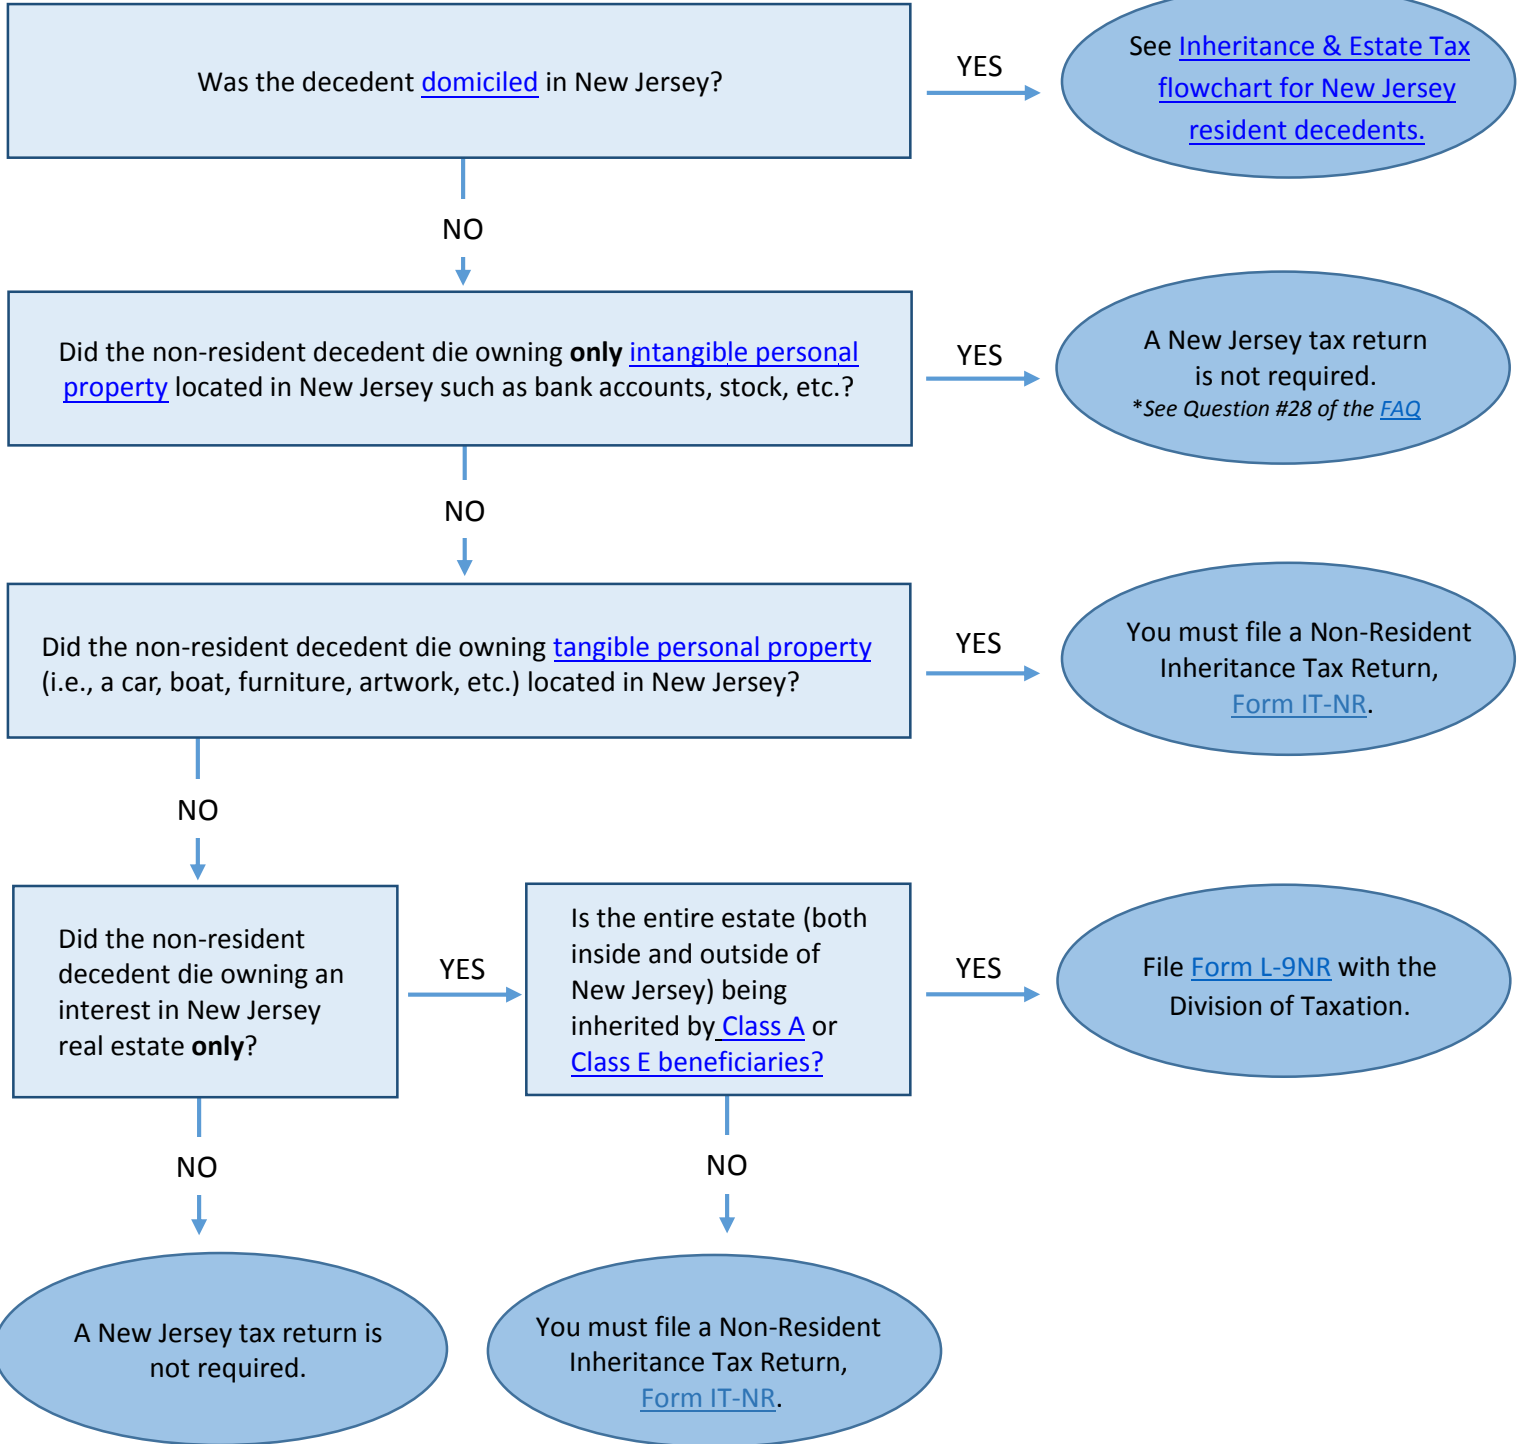 Was the decedent domiciled in New Jersey?
YES
See Inheritance & Estate Tax
flowchart for New Jersey
resident decedents.
NO
Did the non-resident decedent die owning only intangible personal
property located in New Jersey such as bank accounts, stock, etc.?
YES
A New Jersey tax return
is not required.
*See Question #28 of the FAQ
NO
Did the non-resident decedent die owning tangible personal property
(i.e., a car, boat, furniture, artwork, etc.) located in New Jersey?
YES
You must file a Non-Resident
Inheritance Tax Return,
Form IT-NR.
NO
Did the non-resident
decedent die owning an
interest in New Jersey
real estate only?
YES
Is the entire estate (both
inside and outside of
New Jersey) being
inherited by Class A or
Class E beneficiaries?
YES
File Form L-9NR with the
Division of Taxation.
NO
NO
A New Jersey tax return is
not required.
You must file a Non-Resident
Inheritance Tax Return,
Form IT-NR.